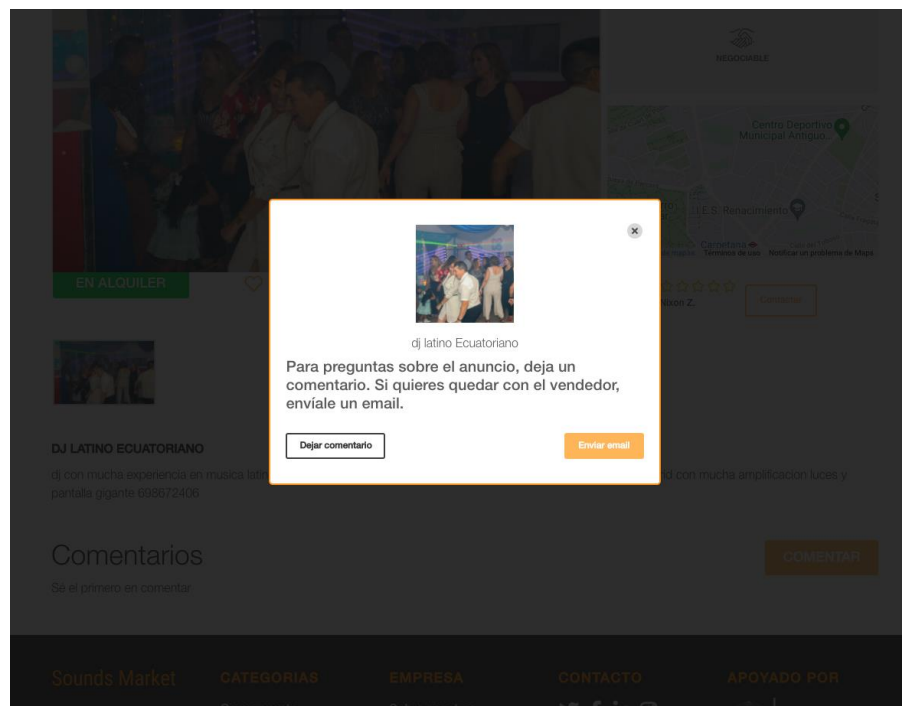 NEGOCIABLE
Centro Deportivo
Municipal Antiguo...
I.E.S. Renacimiento
Carpetana
Términos de uso
Notificar un problema de Maps
EN ALQUILER
Nixon Z.
Contactar
dj latino Ecuatoriano
Para preguntas sobre el anuncio, deja un
comentario. Si quieres quedar con el vendedor,
envíale un email.
Dejar comentario
Enviar email
DJ LATINO ECUATORIANO
dj con mucha experiencia en musica latin
d con mucha amplificacion luces y
pantalla gigante 698672406
Comentarios
COMENTAR
Sé el primero en comentar
Sounds Market
CATEGORIAS
EMPRESA
CONTACTO
APOYADO POR